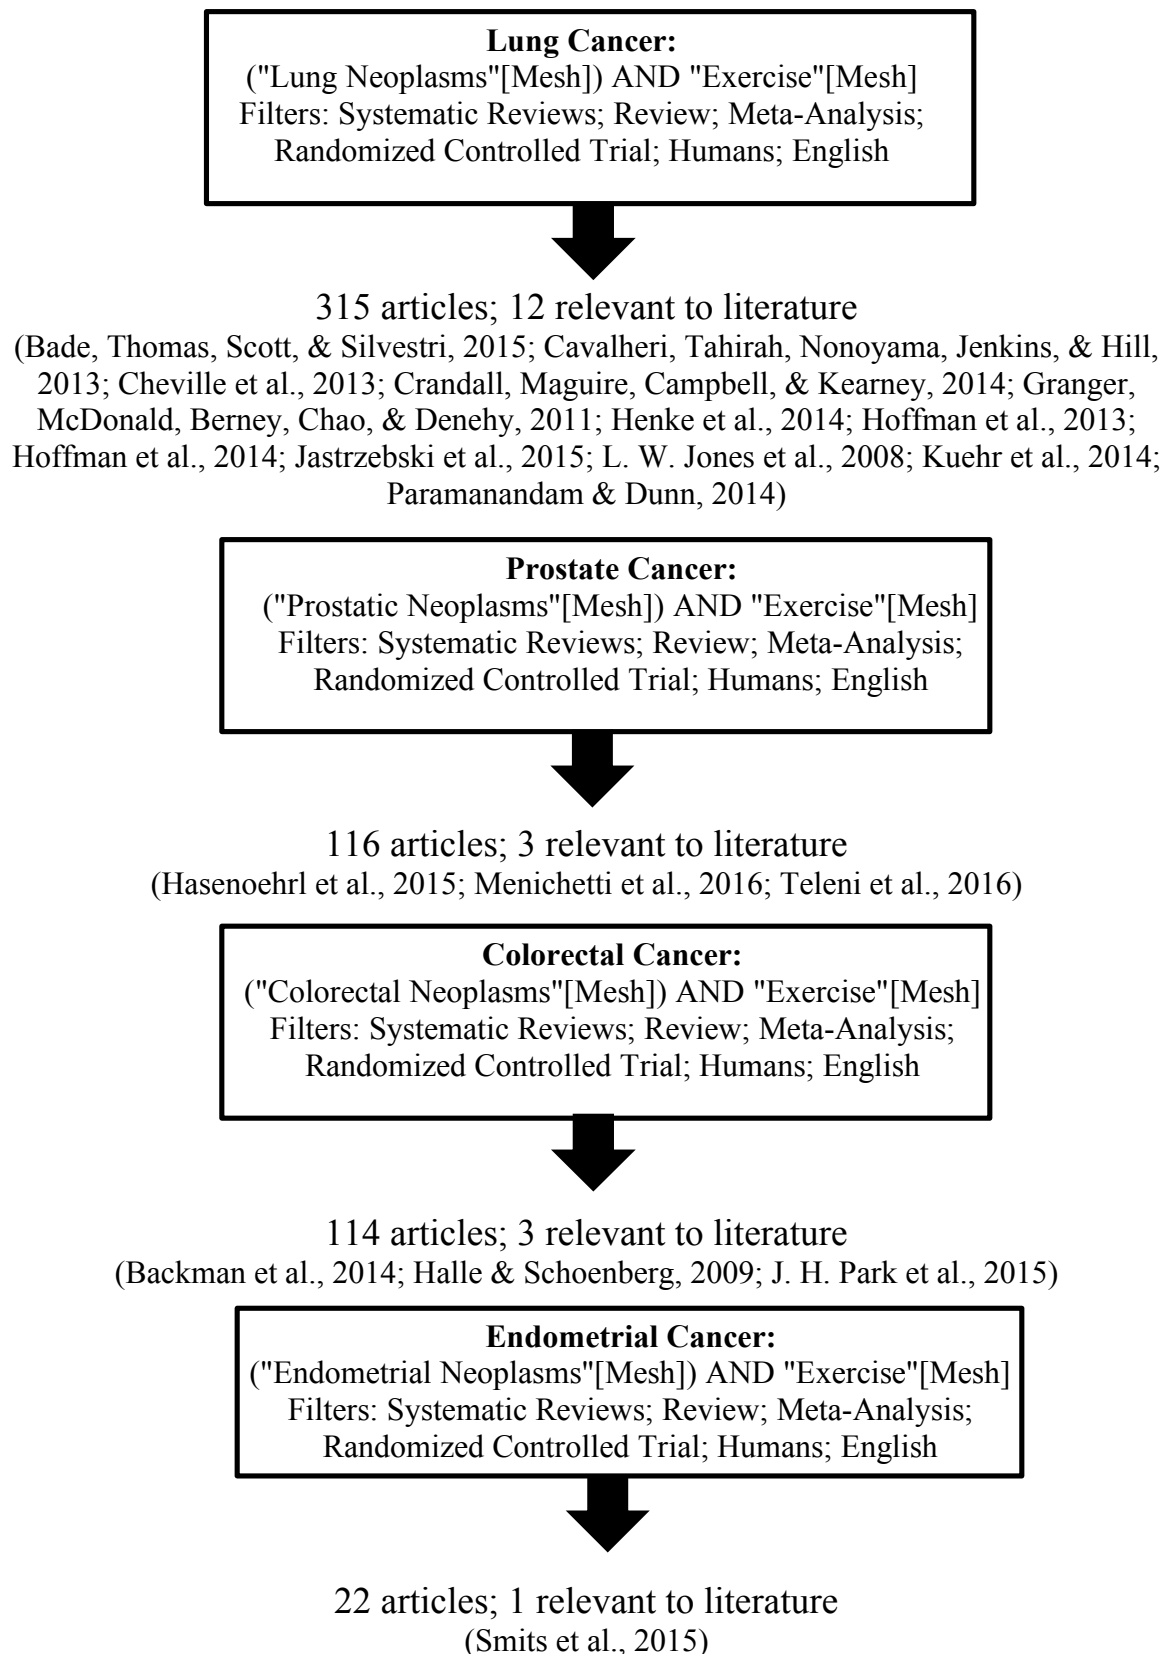 Lung Cancer:
("Lung Neoplasms"[Mesh]) AND "Exercise"[Mesh]
Filters: Systematic Reviews; Review; Meta-Analysis;
Randomized Controlled Trial; Humans; English
315 articles; 12 relevant to literature
(Bade, Thomas, Scott, & Silvestri, 2015; Cavalheri, Tahirah, Nonoyama, Jenkins, & Hill,
2013; Cheville et al., 2013; Crandall, Maguire, Campbell, & Kearney, 2014; Granger,
McDonald, Berney, Chao, & Denehy, 2011; Henke et al., 2014; Hoffman et al., 2013;
Hoffman et al., 2014; Jastrzebski et al., 2015; L. W. Jones et al., 2008; Kuehr et al., 2014;
Paramanandam & Dunn, 2014)
Prostate Cancer:
("Prostatic Neoplasms"[Mesh]) AND "Exercise"[Mesh]
Filters: Systematic Reviews; Review; Meta-Analysis;
Randomized Controlled Trial; Humans; English
116 articles; 3 relevant to literature
(Hasenoehrl et al., 2015; Menichetti et al., 2016; Teleni et al., 2016)
Colorectal Cancer:
("Colorectal Neoplasms"[Mesh]) AND "Exercise"[Mesh]
Filters: Systematic Reviews; Review; Meta-Analysis;
Randomized Controlled Trial; Humans; English
114 articles; 3 relevant to literature
(Backman et al., 2014; Halle & Schoenberg, 2009; J. H. Park et al., 2015)
Endometrial Cancer:
("Endometrial Neoplasms"[Mesh]) AND "Exercise"[Mesh]
Filters: Systematic Reviews; Review; Meta-Analysis;
Randomized Controlled Trial; Humans; English
22 articles; 1 relevant to literature
(Smits et al., 2015)